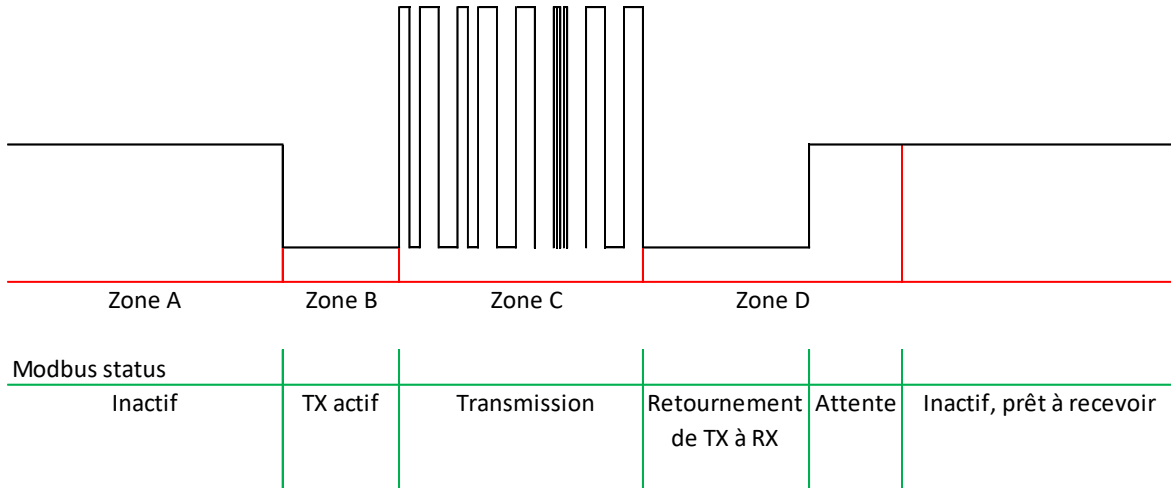 Zone A Zone B Zone C Zone D
Modbus status
Inactif TX actif Transmission Retournement Attente Inactif, prêt à recevoir
de TX à RX